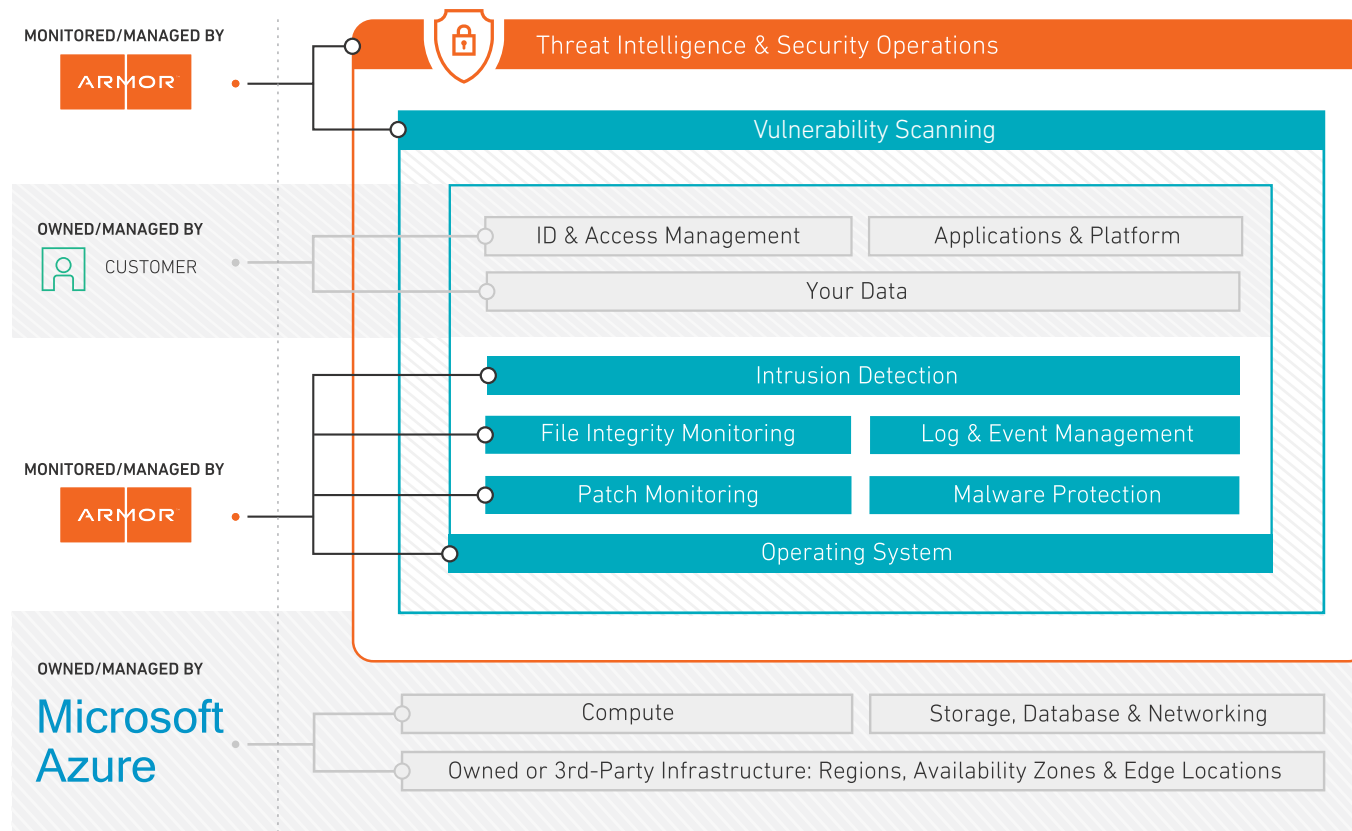 MONITORED/MANAGED BY
ARMOR
Threat Intelligence & Security Operations
Vulnerability Scanning
OWNED/MANAGED BY
CUSTOMER
ID & Access Management
Applications & Platform
Your Data
Intrusion Detection
File Integrity Monitoring
Log & Event Management
MONITORED/MANAGED BY
ARMOR
Patch Monitoring
Malware Protection
Operating System
OWNED/MANAGED BY
Microsoft
Azure
Compute
Storage, Database & Networking
Owned or 3rd-Party Infrastructure: Regions, Availability Zones & Edge Locations